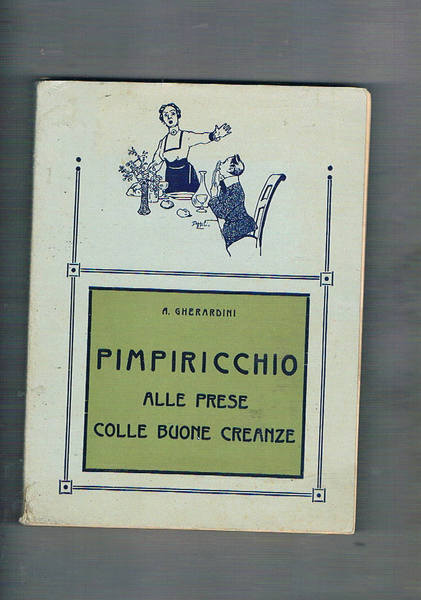 A. GHERARDINI
PIMPIRICCHIO
ALLE PRESE
COLLE BUONE CREANZE